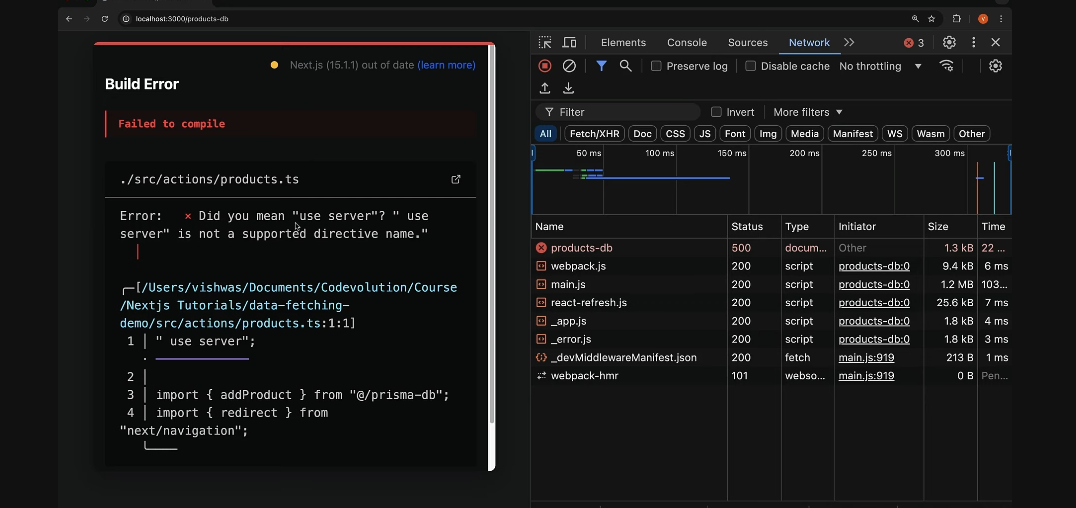 localhost:3000/products-db
Next.js (15.1.1) out of date (learn more)
Build Error
Failed to compile
./src/actions/products.ts
Error: × Did you mean "use server"? " use
server" is not a supported directive name."
╭─[/Users/vishwas/Documents/Codevolution/Course
/Nextjs Tutorials/data-fetching-
demo/src/actions/products.ts:1:1]
1 │ " use server";
2 │
3 │ import { addProduct } from "@/prisma-db";
4 │ import { redirect } from
"next/navigation";
Elements Console Sources Network 3
Preserve log Disable cache No throttling
Filter Invert More filters
All Fetch/XHR Doc CSS JS Font Img Media Manifest WS Wasm Other
50 ms 100 ms 150 ms 200 ms 250 ms 300 ms
Name Status Type Initiator Size Time
products-db 500 docum... Other 1.3 kB 22 ...
webpack.js 200 script products-db:0 9.4 kB 6 ms
main.js 200 script products-db:0 1.2 MB 103...
react-refresh.js 200 script products-db:0 25.6 kB 7 ms
_app.js 200 script products-db:0 1.8 kB 4 ms
_error.js 200 script products-db:0 1.8 kB 3 ms
_devMiddlewareManifest.json 200 fetch main.js:919 213 B 1 ms
webpack-hmr 101 webso... main.js:919 0 B Pen...